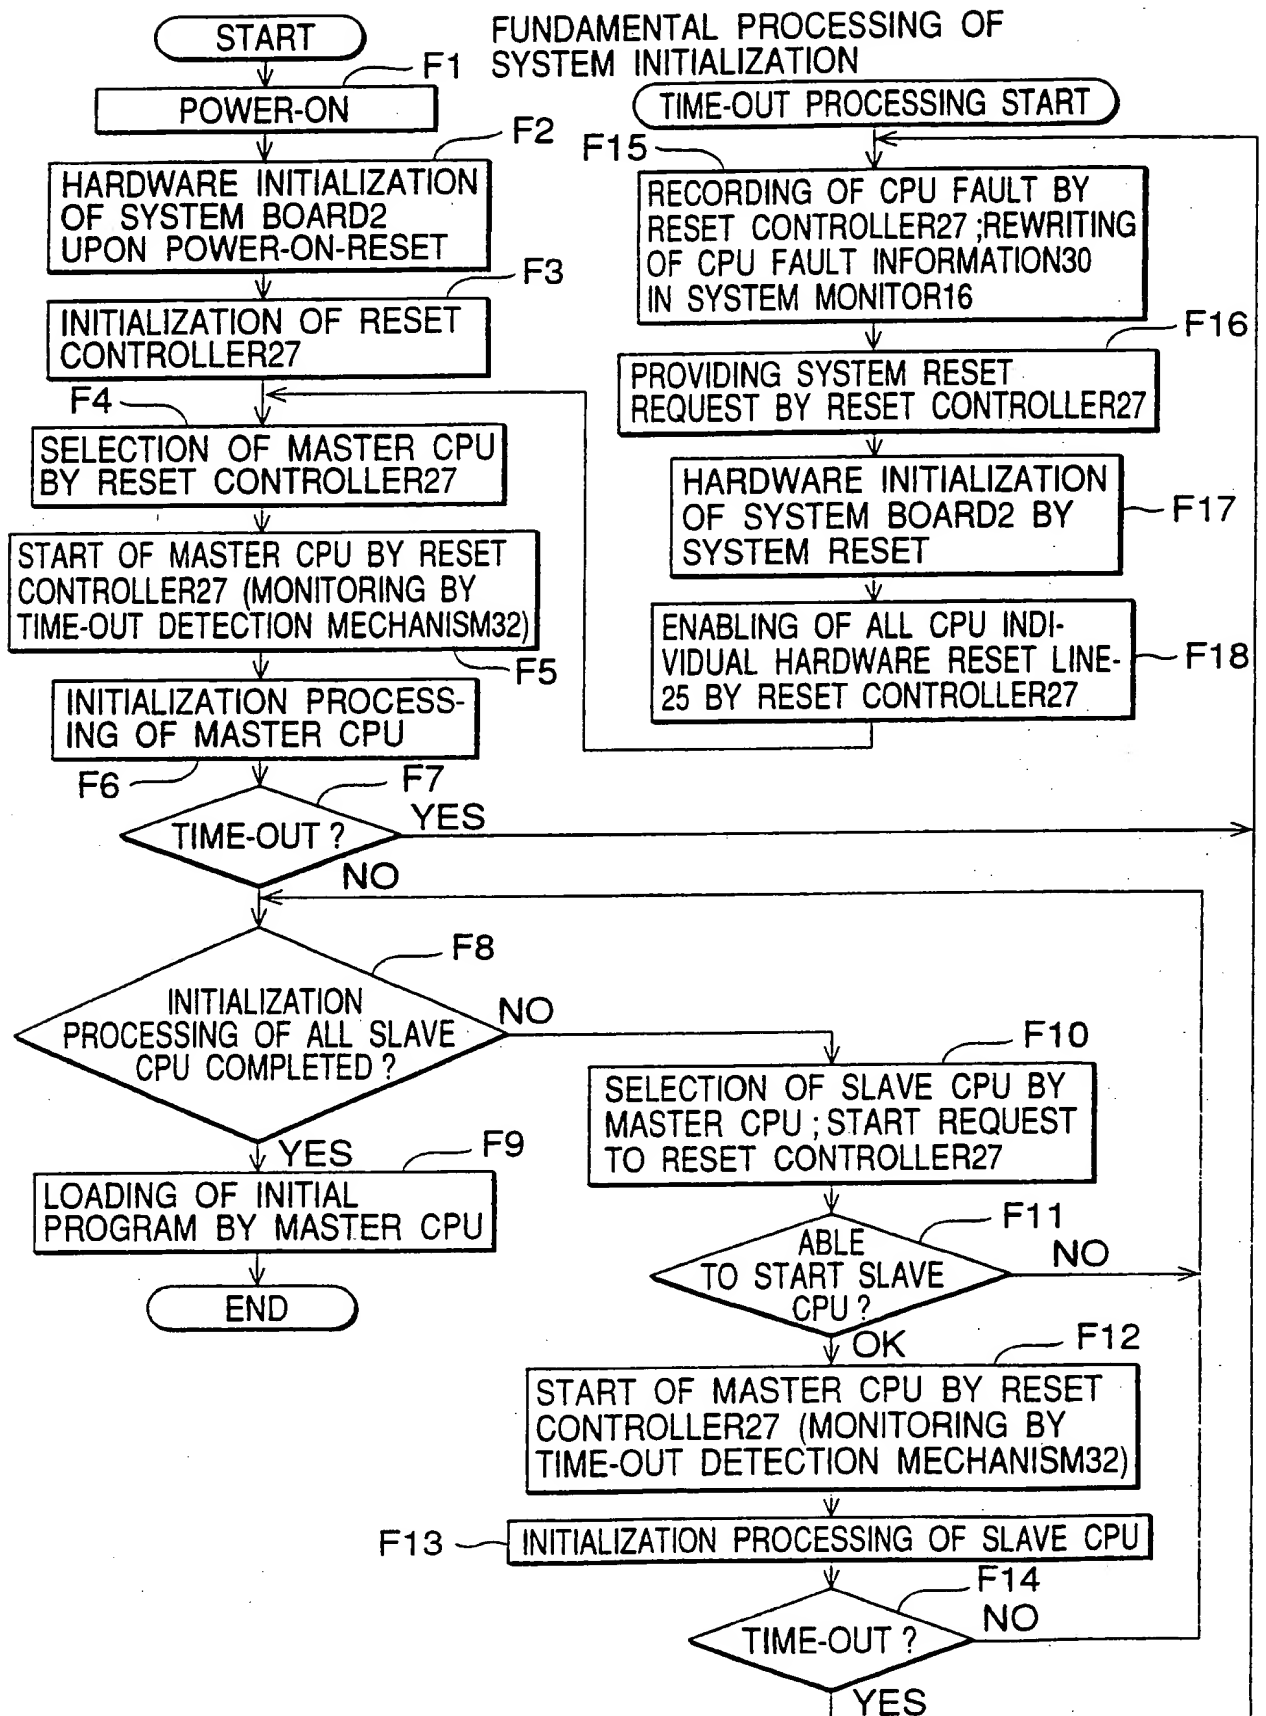 START
FUNDAMENTAL PROCESSING OF
SYSTEM INITIALIZATION
F1
POWER-ON
F2
HARDWARE INITIALIZATION
OF SYSTEM BOARD2
UPON POWER-ON-RESET
F3
INITIALIZATION OF RESET
CONTROLLER27
F4
SELECTION OF MASTER CPU
BY RESET CONTROLLER27
START OF MASTER CPU BY RESET
CONTROLLER27 (MONITORING BY
TIME-OUT DETECTION MECHANISM32)
F5
INITIALIZATION PROCESS-
ING OF MASTER CPU
F6
F7
TIME-OUT ?
YES
NO
TIME-OUT PROCESSING START
F15
RECORDING OF CPU FAULT BY
RESET CONTROLLER27 ;REWRITING
OF CPU FAULT INFORMATION30
IN SYSTEM MONITOR16
F16
PROVIDING SYSTEM RESET
REQUEST BY RESET CONTROLLER27
HARDWARE INITIALIZATION
OF SYSTEM BOARD2 BY
SYSTEM RESET
F17
ENABLING OF ALL CPU INDI-
VIDUAL HARDWARE RESET LINE-
25 BY RESET CONTROLLER27
F18
F8
INITIALIZATION
PROCESSING OF ALL SLAVE
CPU COMPLETED ?
NO
YES
F9
LOADING OF INITIAL
PROGRAM BY MASTER CPU
END
F10
SELECTION OF SLAVE CPU BY
MASTER CPU ; START REQUEST
TO RESET CONTROLLER27
F11
ABLE
TO START SLAVE
CPU ?
NO
OK
F12
START OF MASTER CPU BY RESET
CONTROLLER27 (MONITORING BY
TIME-OUT DETECTION MECHANISM32)
F13
INITIALIZATION PROCESSING OF SLAVE CPU
F14
TIME-OUT ?
NO
YES